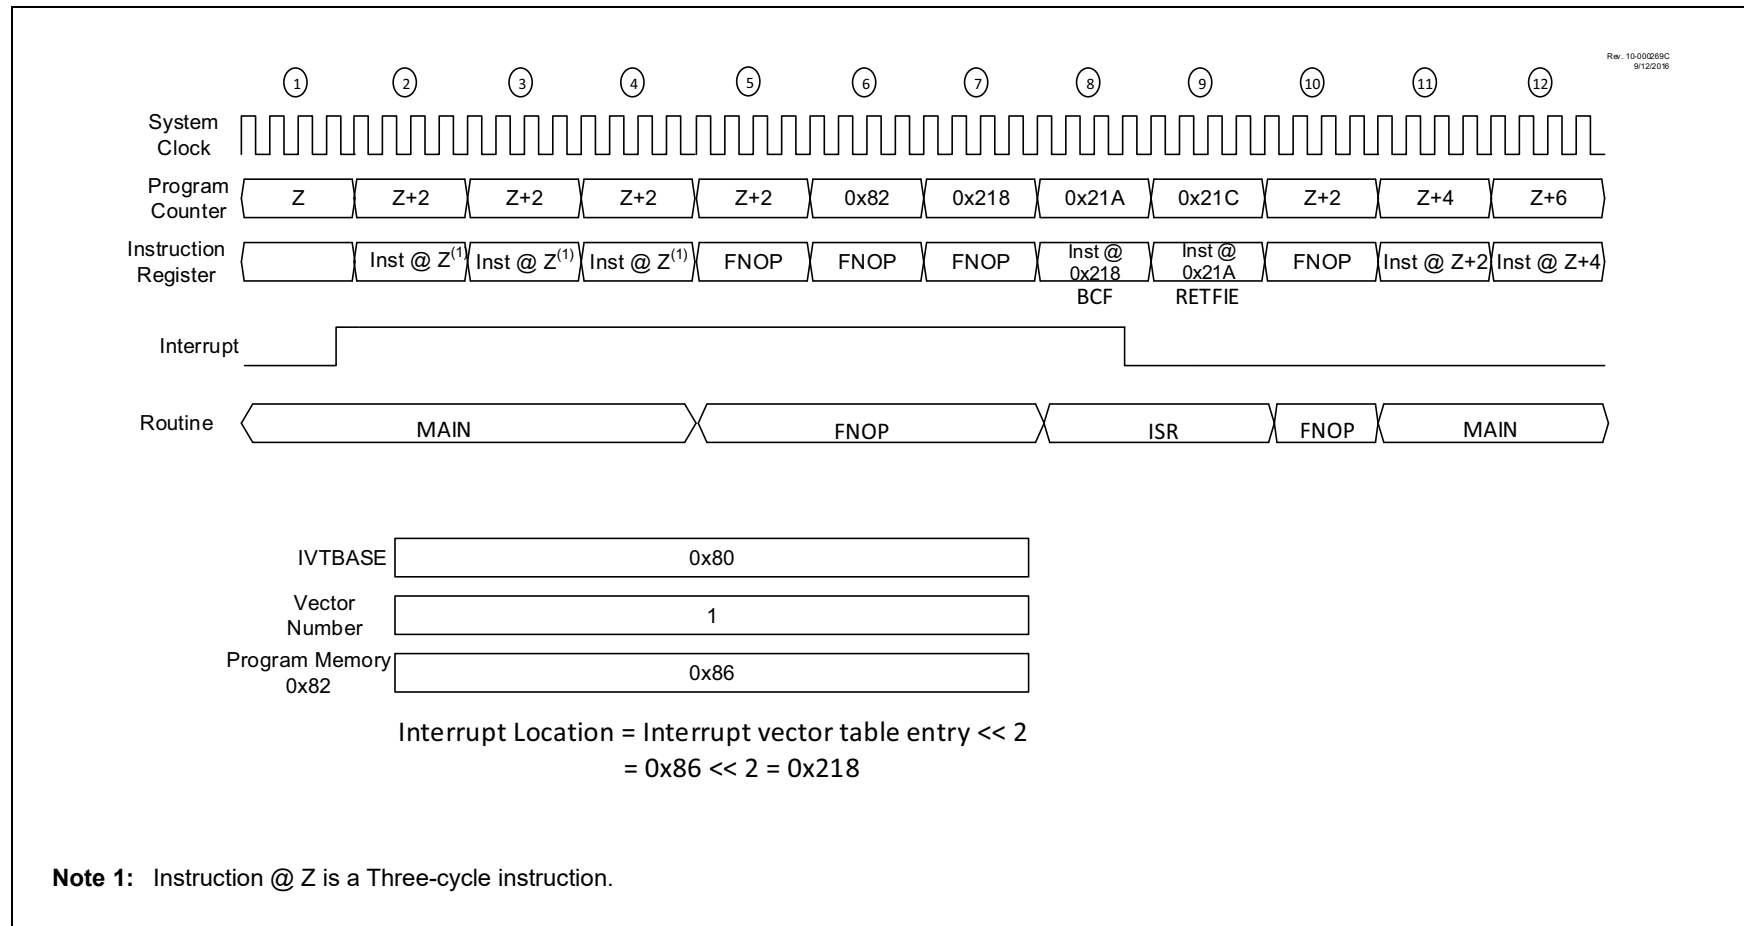 Rev. 10-000269C
9/12/2016
1 2 3 4 5 6 7 8 9 10 11 12
System
Clock
Program
Counter
Z Z+2 Z+2 Z+2 Z+2 0x82 0x218 0x21A 0x21C Z+2 Z+4 Z+6
Instruction
Register
Inst @ Z(1) Inst @ Z(1) Inst @ Z(1) FNOP FNOP FNOP
Inst @
0x218
BCF
Inst @
0x21A
RETFIE
FNOP Inst @ Z+2 Inst @ Z+4
Interrupt
Routine
MAIN FNOP ISR FNOP MAIN
IVTBASE 0x80
Vector
Number
1
Program Memory
0x82
0x86
Interrupt Location = Interrupt vector table entry << 2
= 0x86 << 2 = 0x218
Note 1: Instruction @ Z is a Three-cycle instruction.